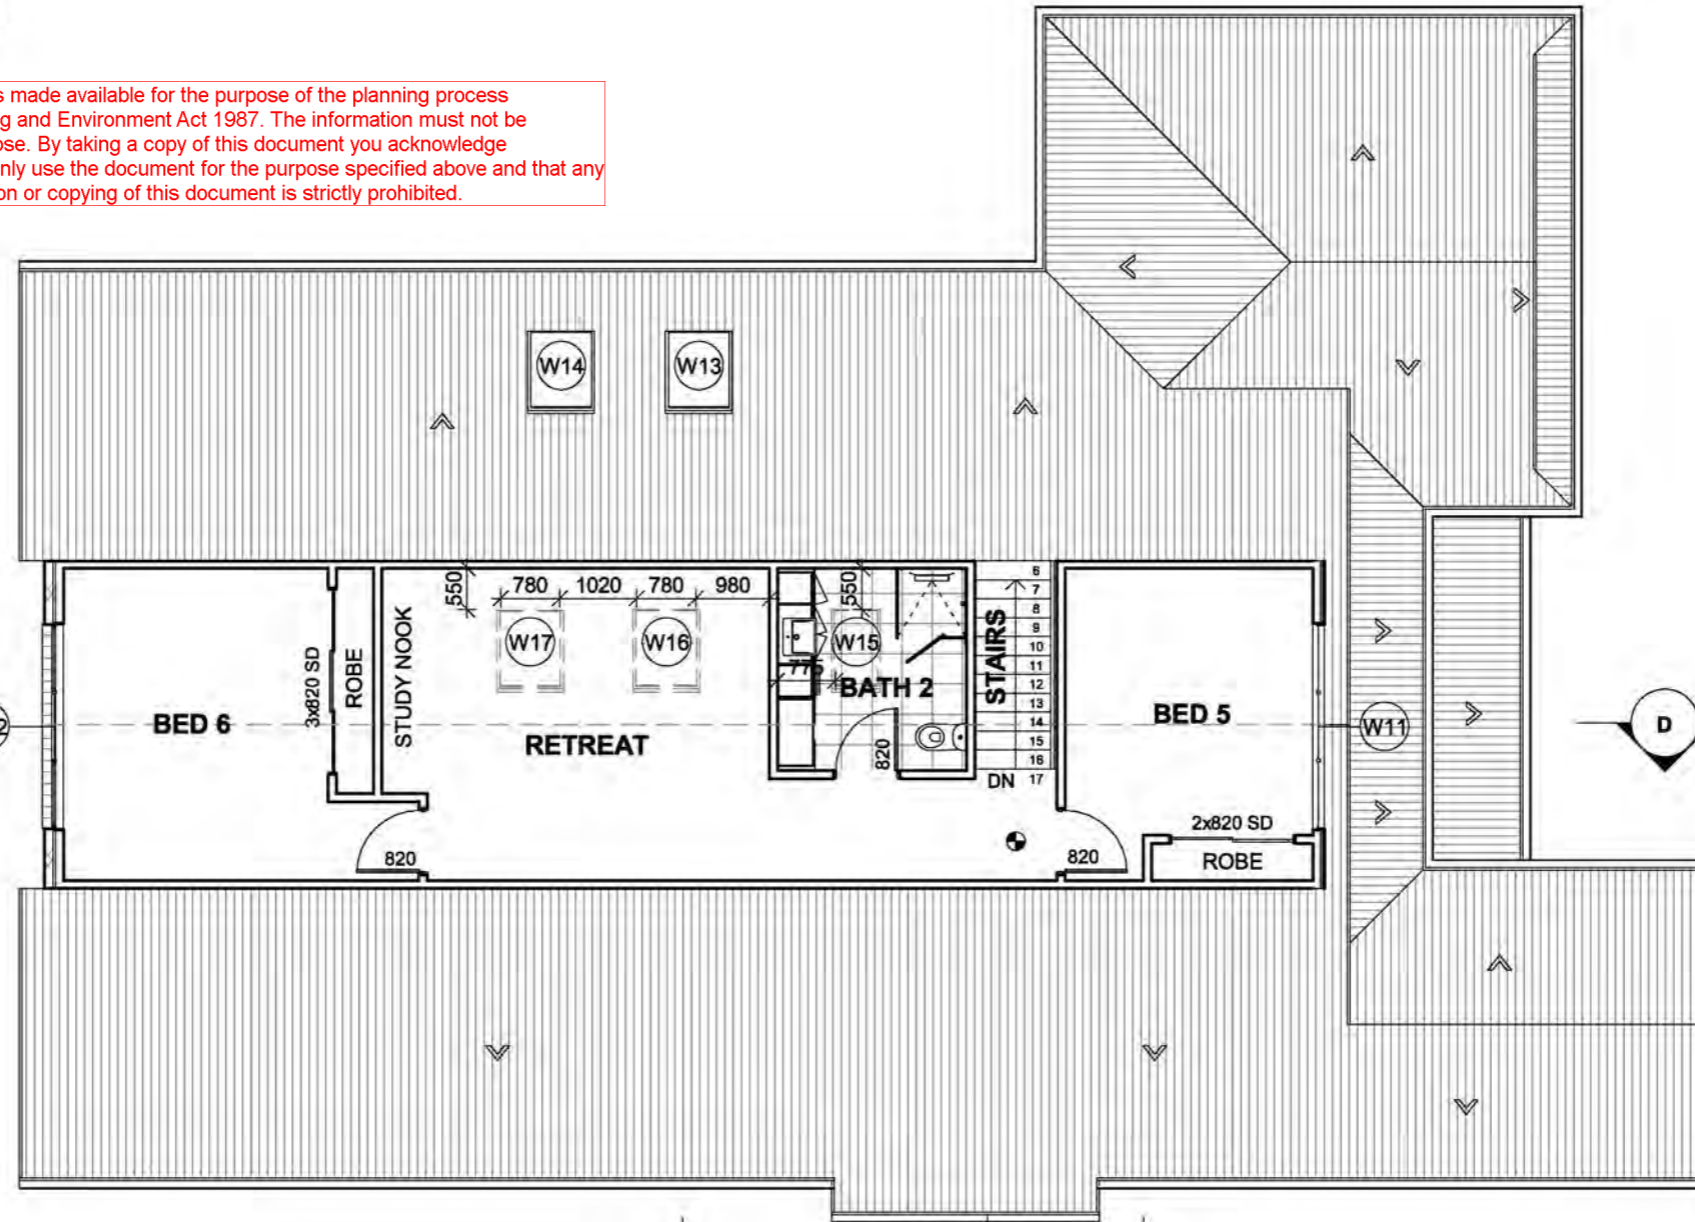 s made available for the purpose of the planning process
g and Environment Act 1987. The information must not be
ose. By taking a copy of this document you acknowledge
nly use the document for the purpose specified above and that any
on or copying of this document is strictly prohibited.
W14
W13
550
780
1020
780
980
550
6
7
8
9
10
11
12
13
14
15
16
17
STAIRS
DN
W17
W16
W15
775
BATH 2
820
STUDY NOOK
ROBE
3x820 SD
BED 6
RETREAT
BED 5
W11
D
2
2x820 SD
ROBE
820
820